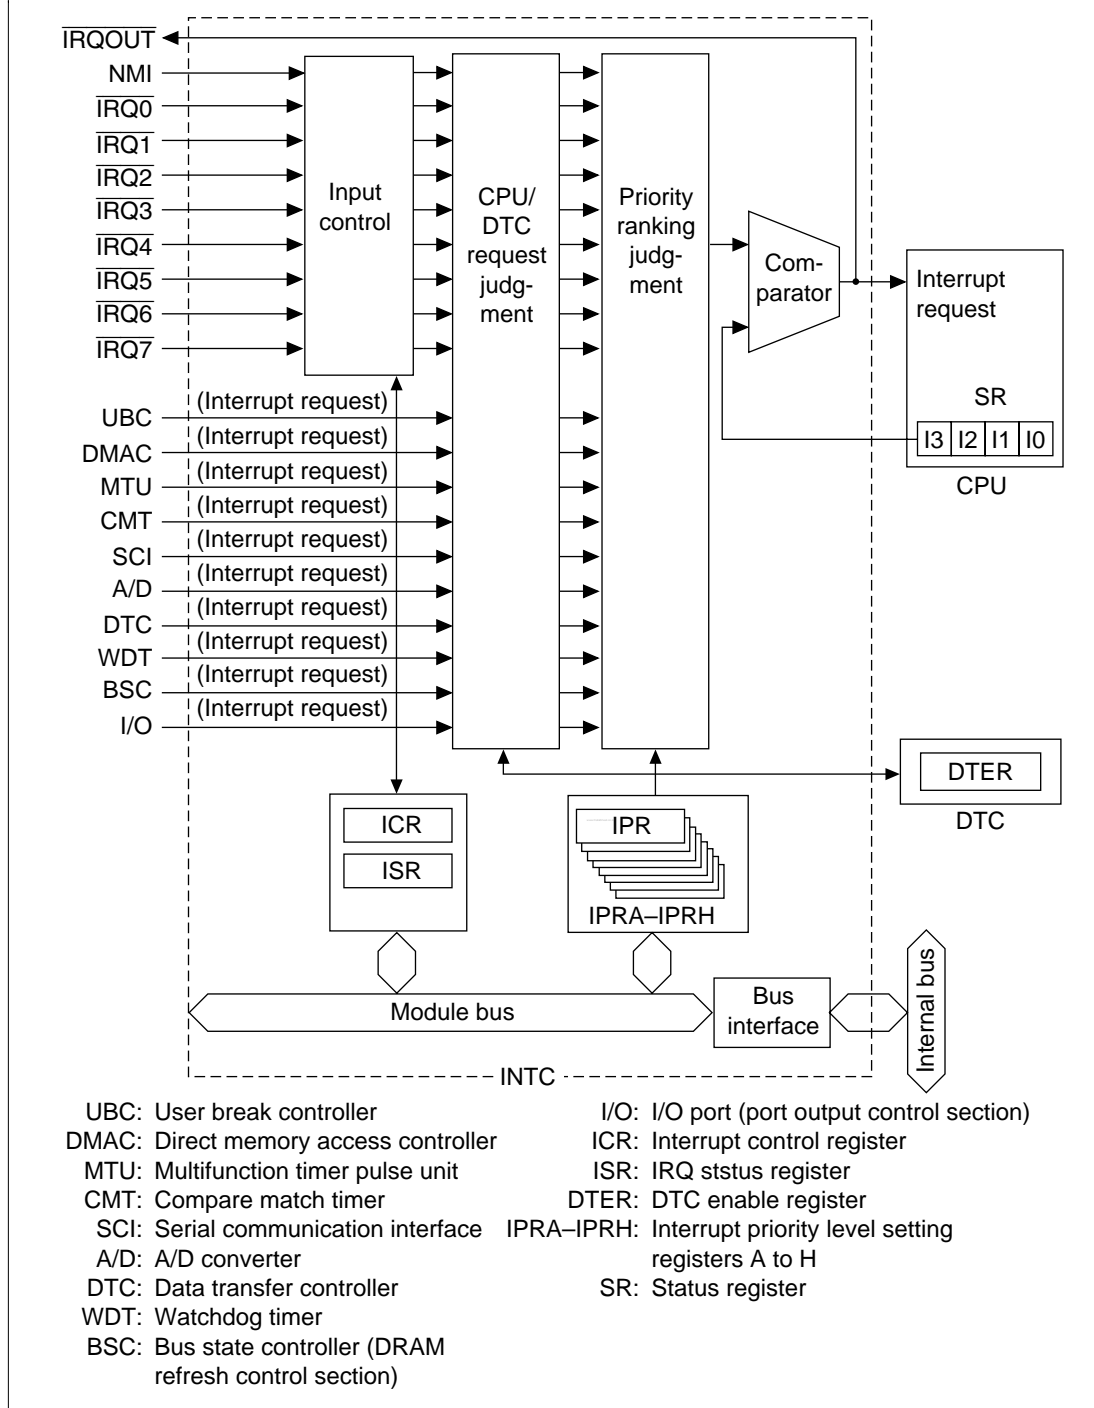 IRQOUT
NMI
IRQ0
IRQ1
IRQ2
IRQ3
IRQ4
IRQ5
IRQ6
IRQ7
Input
control
CPU/
DTC
request
judg-
ment
Priority
ranking
judg-
ment
Com-
parator
Interrupt
request
SR
I3 I2 I1 I0
CPU
UBC (Interrupt request)
DMAC (Interrupt request)
MTU (Interrupt request)
CMT (Interrupt request)
SCI (Interrupt request)
A/D (Interrupt request)
DTC (Interrupt request)
WDT (Interrupt request)
BSC (Interrupt request)
I/O (Interrupt request)
DTER
DTC
ICR
ISR
IPR
IPRA–IPRH
Module bus
Bus
interface
Internal bus
INTC
UBC: User break controller
DMAC: Direct memory access controller
MTU: Multifunction timer pulse unit
CMT: Compare match timer
SCI: Serial communication interface
A/D: A/D converter
DTC: Data transfer controller
WDT: Watchdog timer
BSC: Bus state controller (DRAM
refresh control section)
I/O: I/O port (port output control section)
ICR: Interrupt control register
ISR: IRQ ststus register
DTER: DTC enable register
IPRA–IPRH: Interrupt priority level setting
registers A to H
SR: Status register